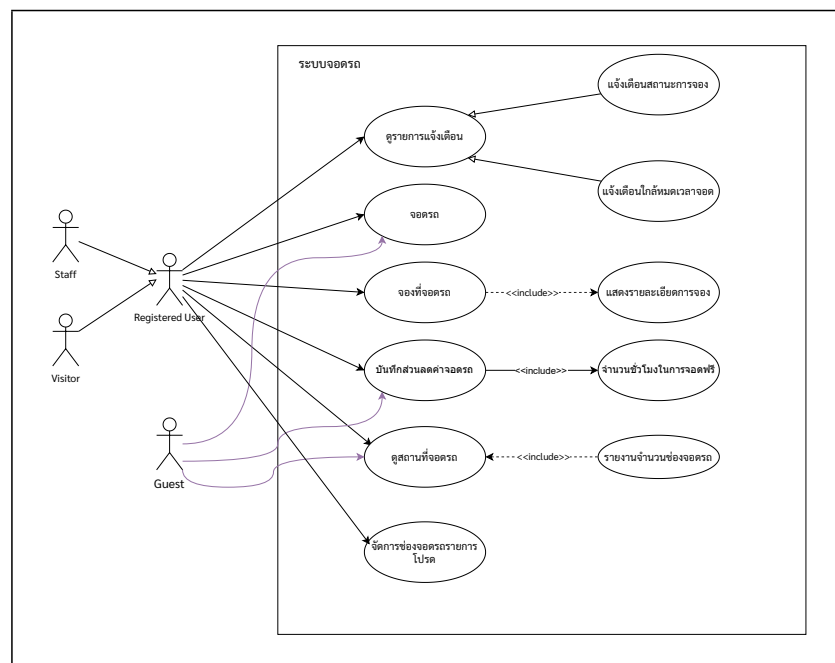 ระบบจอดรถ
แจ้งเตือนสถานะการจอง
ดูรายการแจ้งเตือน
แจ้งเตือนใกล้หมดเวลาจอด
จอดรถ
Staff
จองที่จอดรถ
<<include>>
แสดงรายละเอียดการจอง
Registered User
Visitor
บันทึกส่วนลดค่าจอดรถ
<<include>>
จำนวนชั่วโมงในการจอดฟรี
ดูสถานที่จอดรถ
<<include>>
รายงานจำนวนช่องจอดรถ
Guest
จัดการช่องจอดรถรายการ
โปรด